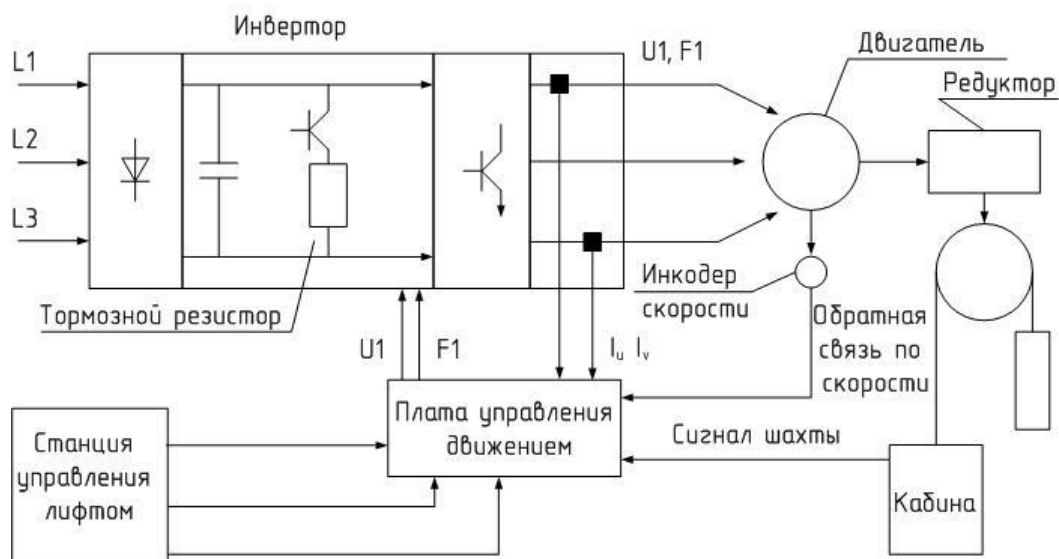 Инвертор
L1
L2
L3
U1, F1
Двигатель
Редуктор
Тормозной резистор
Инкодер
скорости
Обратная
связь по
скорости
U1
F1
Iu Iv
Плата управления
движением
Сигнал шахты
Станция
управления
лифтом
Кабина